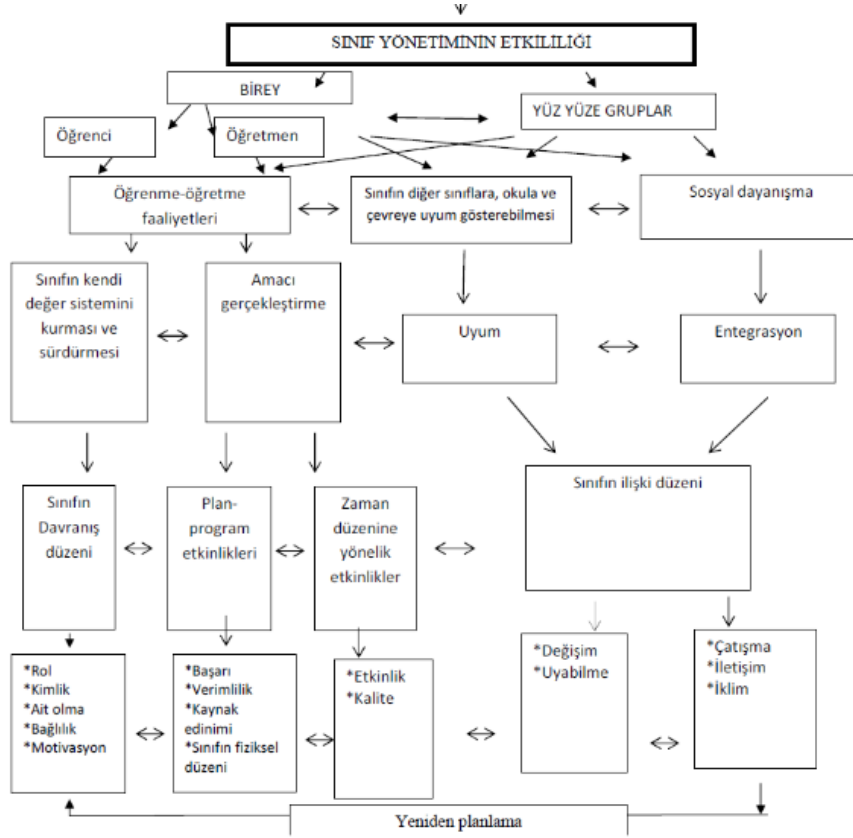 SINIF YÖNETİMİNİN ETKİLİLİĞİ
BİREY
YÜZ YÜZE GRUPLAR
Öğrenci
Öğretmen
Öğrenme-öğretme
faaliyetleri
Sınıfın diğer sınıflara, okula ve
çevreye uyum gösterebilmesi
Sosyal dayanışma
Sınıfın kendi
değer sistemini
kurması ve
sürdürmesi
Amacı
gerçekleştirme
Uyum
Entegrasyon
Sınıfın
Davranış
düzeni
Plan-
program
etkinlikleri
Zaman
düzenine
yönelik
etkinlikler
Sınıfın ilişki düzeni
*Rol
*Kimlik
*Ait olma
*Bağlılık
*Motivasyon
*Başarı
*Verimlilik
*Kaynak
edinimi
*Sınıfın fiziksel
düzeni
*Etkinlik
*Kalite
*Değişim
*Uyabilme
*Çatışma
*İletişim
*İklim
Yeniden planlama